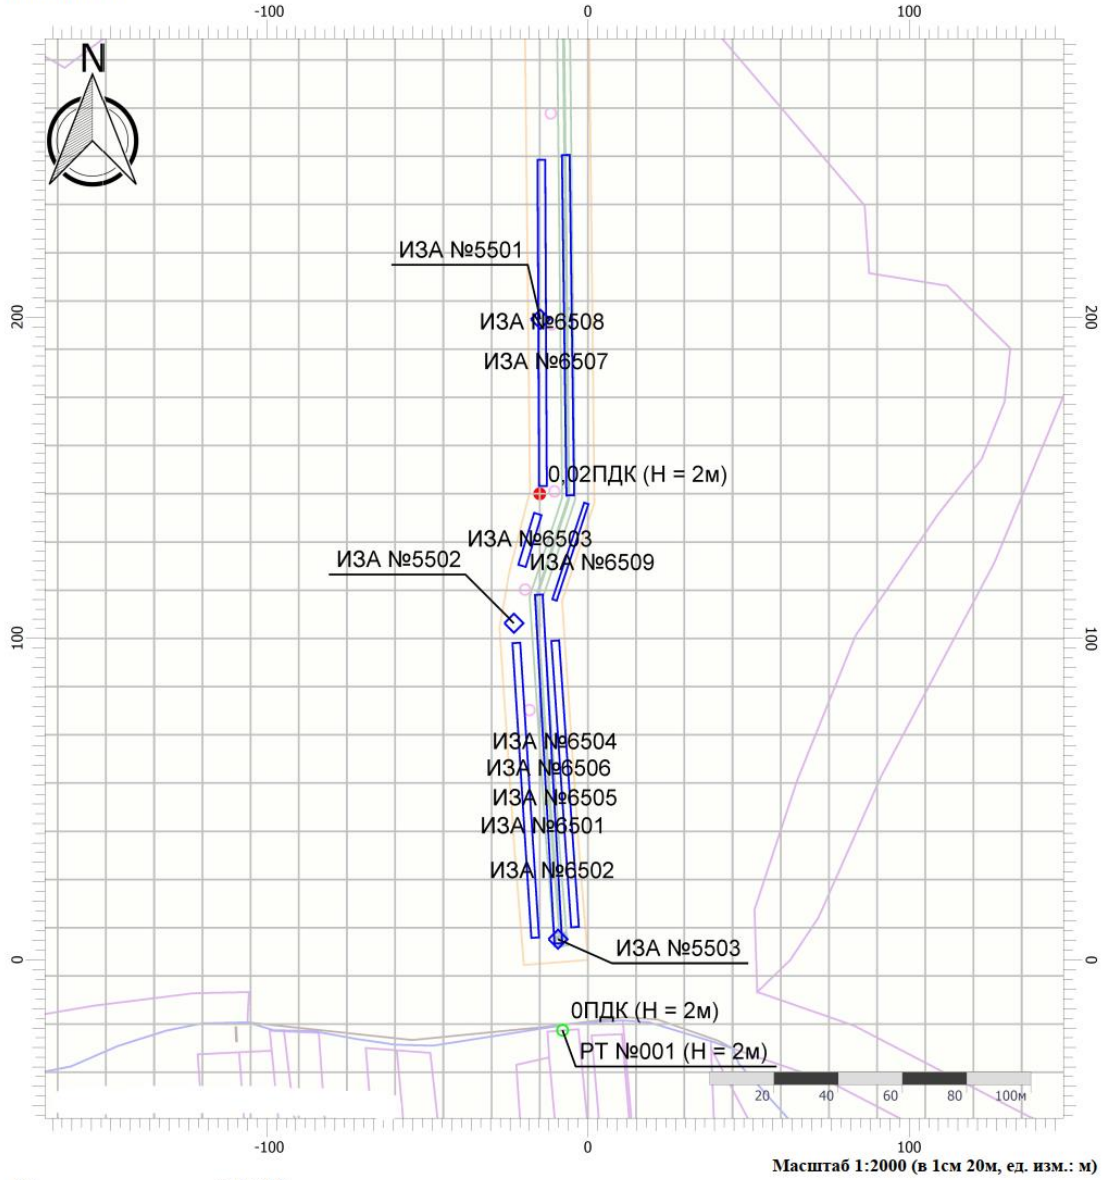 -100 0 100
N
ИЗА №5501
200 200
ИЗА №6508
ИЗА №6507
0,02ПДК (Н = 2м)
ИЗА №6503
ИЗА №5502
ИЗА №6509
100 100
ИЗА №6504
ИЗА №6506
ИЗА №6505
ИЗА №6501
ИЗА №6502
ИЗА №5503
0 0
0ПДК (Н = 2м)
РТ №001 (Н = 2м)
20 40 60 80 100м
-100 0 100
Масштаб 1:2000 (в 1см 20м, ед. изм.: м)